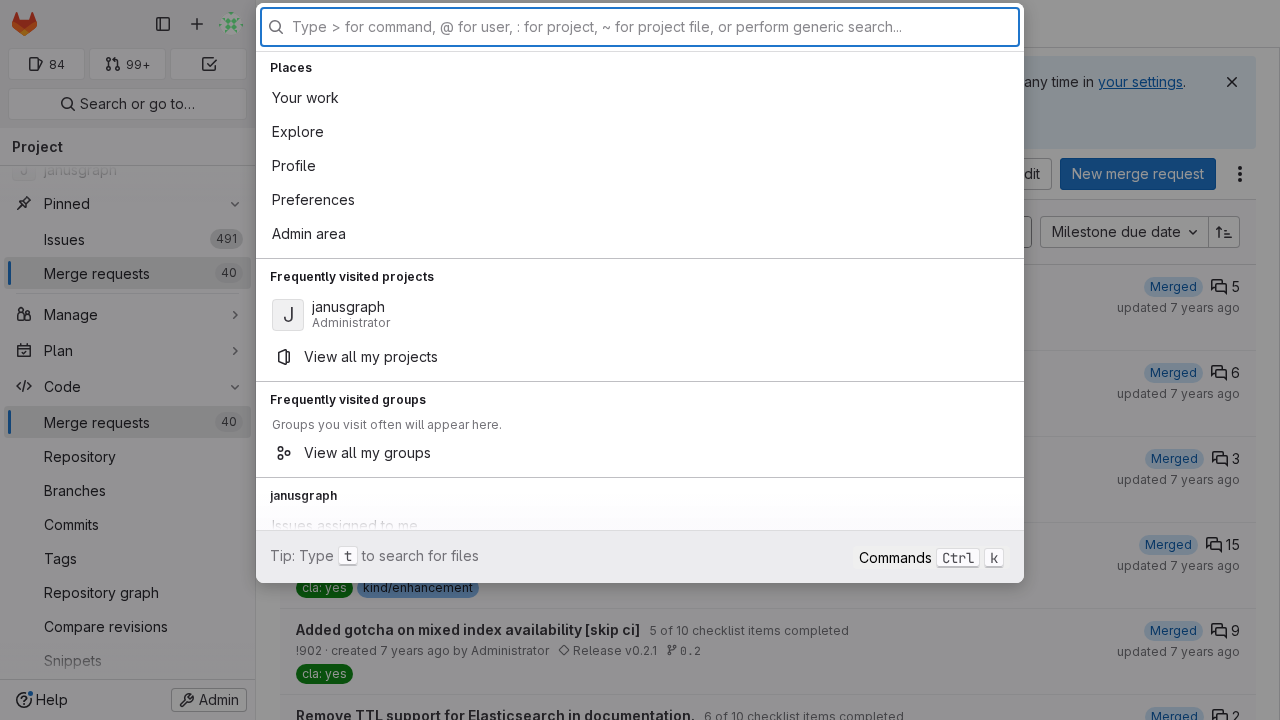 Type > for command, @ for user, : for project, ~ for project file, or perform generic search...
84
99+
Search or go to…
any time in your settings.
Project
janusgraph
Edit
New merge request
Pinned
Issues
491
Merge requests
40
Manage
Plan
Code
Merge requests
40
Repository
Branches
Commits
Tags
Repository graph
Compare revisions
Snippets
Help
Admin
Places
Your work
Explore
Profile
Preferences
Admin area
Frequently visited projects
J
janusgraph
Administrator
View all my projects
Frequently visited groups
Groups you visit often will appear here.
View all my groups
janusgraph
Issues assigned to me
Tip: Type t to search for files
Commands Ctrl k
Milestone due date
Merged 5
updated 7 years ago
Merged 6
updated 7 years ago
Merged 3
updated 7 years ago
Merged 15
updated 7 years ago
cla: yes kind/enhancement
Added gotcha on mixed index availability [skip ci] 5 of 10 checklist items completed
Merged 9
!902 · created 7 years ago by Administrator Release v0.2.1 0.2
updated 7 years ago
cla: yes
Remove TTL support for Elasticsearch in documentation. 6 of 10 checklist items completed
Merged 2